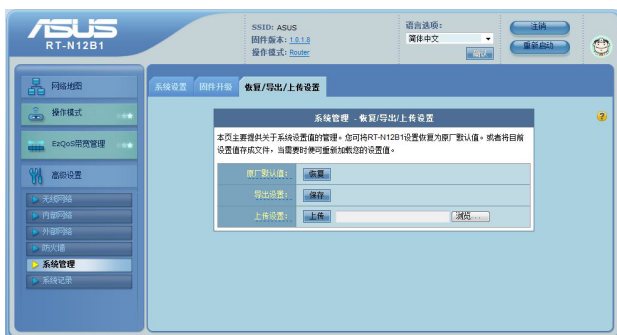 ASUS
RT-N12B1
SSID: ASUS
固件版本: 1.0.1.8
操作模式: Router
语言选项:
简体中文
确认
注销
重新启动
网络地图
操作模式
EzQoS带宽管理
高级设置
无线网络
内部网络
外部网络
防火墙
系统管理
系统记录
系统设置
固件升级
恢复/导出/上传设置
系统管理 - 恢复/导出/上传设置
本页主要提供关于系统设置值的管理。您可将RT-N12B1设置恢复为原厂默认值。或者将目前
设置值存成文件，当需要时便可重新加载您的设置值。
原厂默认值:
恢复
导出设置:
保存
上传设置:
上传
浏览...